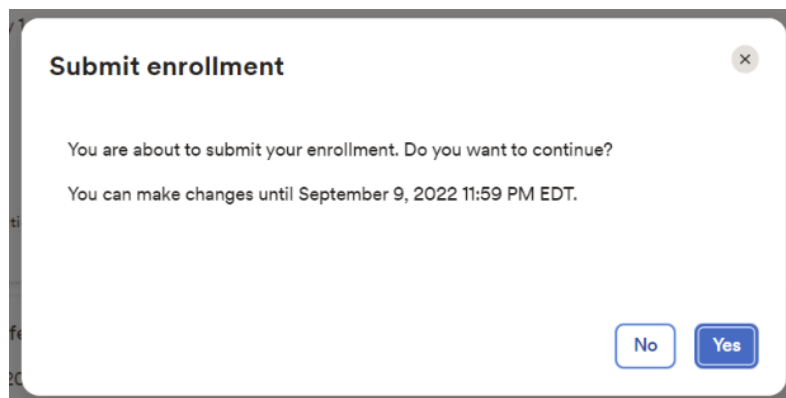 Submit enrollment
You are about to submit your enrollment. Do you want to continue?
You can make changes until September 9, 2022 11:59 PM EDT.
No
Yes